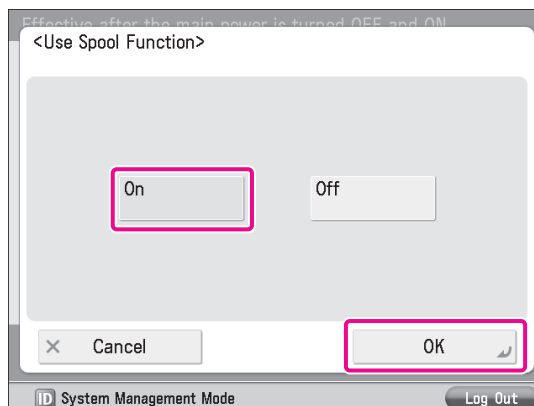 Effective after the main power is turned OFF and ON
<Use Spool Function>
On
Off
Cancel
OK
ID System Management Mode
Log Out